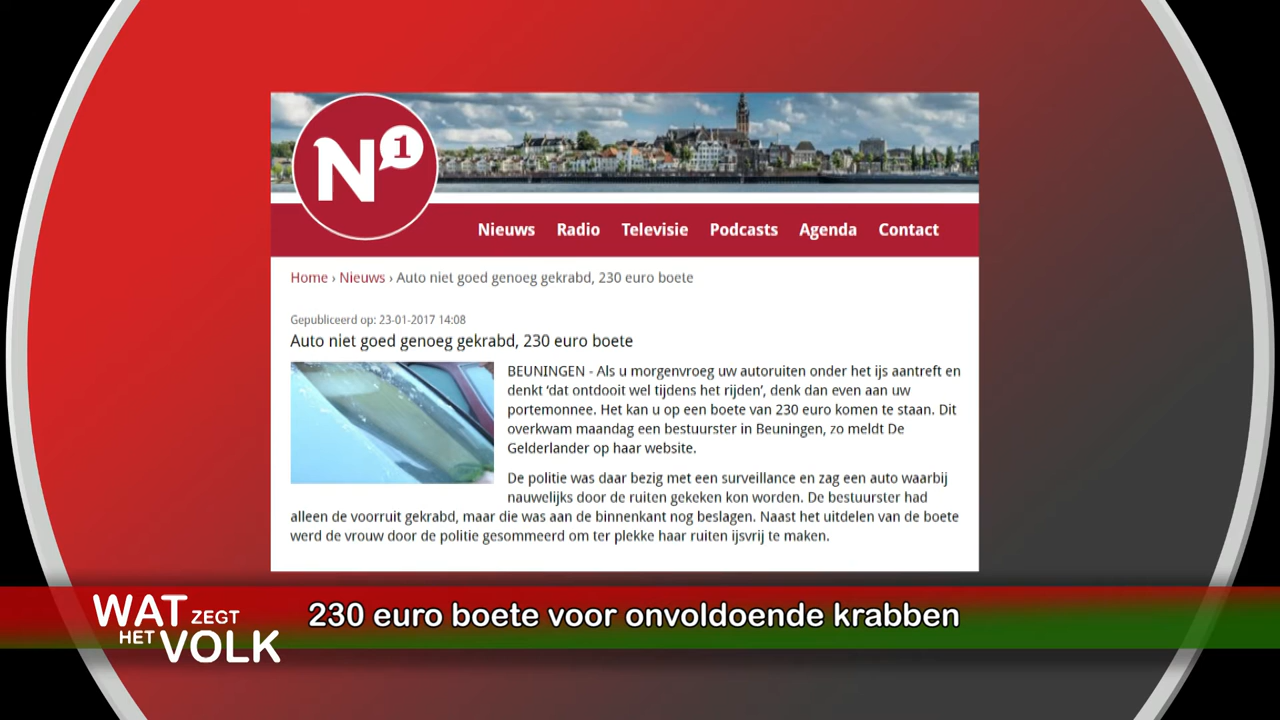 N1
Nieuws Radio Televisie Podcasts Agenda Contact
Home › Nieuws › Auto niet goed genoeg gekrabd, 230 euro boete
Gepubliceerd op: 23-01-2017 14:08
Auto niet goed genoeg gekrabd, 230 euro boete
BEUNINGEN - Als u morgenvroeg uw autoruiten onder het ijs aantreft en
denkt ‘dat ontdooit wel tijdens het rijden’, denk dan even aan uw
portemonnee. Het kan u op een boete van 230 euro komen te staan. Dit
overkwam maandag een bestuurster in Beuningen, zo meldt De
Gelderlander op haar website.
De politie was daar bezig met een surveillance en zag een auto waarbij
nauwelijks door de ruiten gekeken kon worden. De bestuurster had
alleen de voorruit gekrabd, maar die was aan de binnenkant nog beslagen. Naast het uitdelen van de boete
werd de vrouw door de politie gesommeerd om ter plekke haar ruiten ijsvrij te maken.
WAT ZEGT
HET VOLK
230 euro boete voor onvoldoende krabben